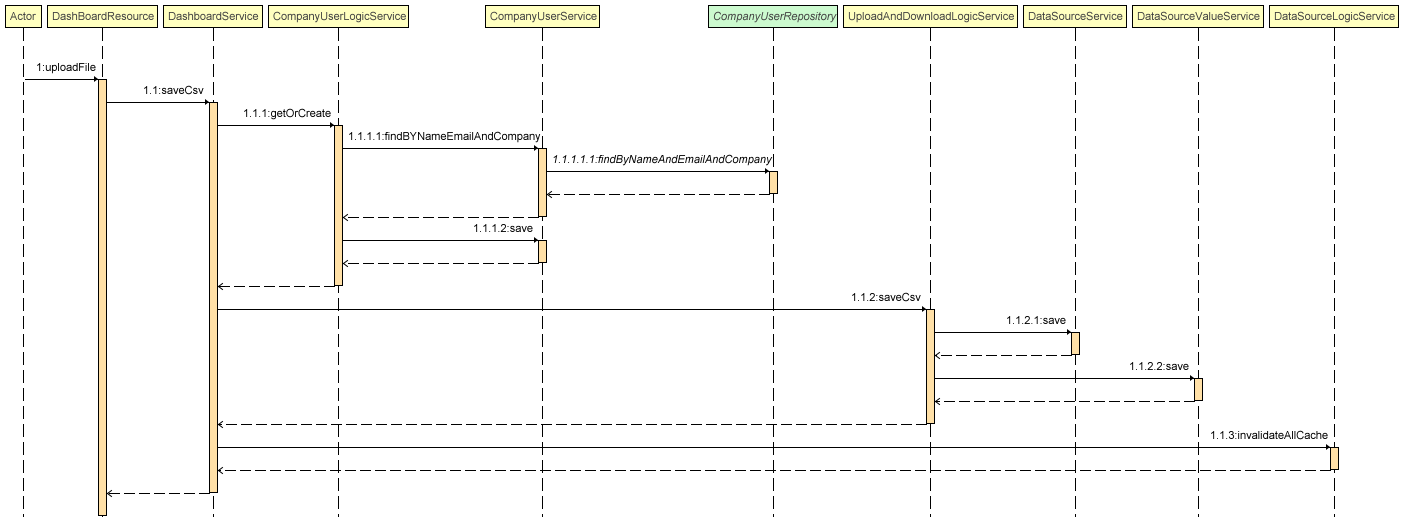 Actor
DashBoardResource
DashboardService
CompanyUserLogicService
CompanyUserService
CompanyUserRepository
UploadAndDownloadLogicService
DataSourceService
DataSourceValueService
DataSourceLogicService
1:uploadFile
1.1:saveCsv
1.1.1:getOrCreate
1.1.1.1:findBYNameEmailAndCompany
1.1.1.1.1:findByNameAndEmailAndCompany
1.1.1.2:save
1.1.2:saveCsv
1.1.2.1:save
1.1.2.2:save
1.1.3:invalidateAllCache